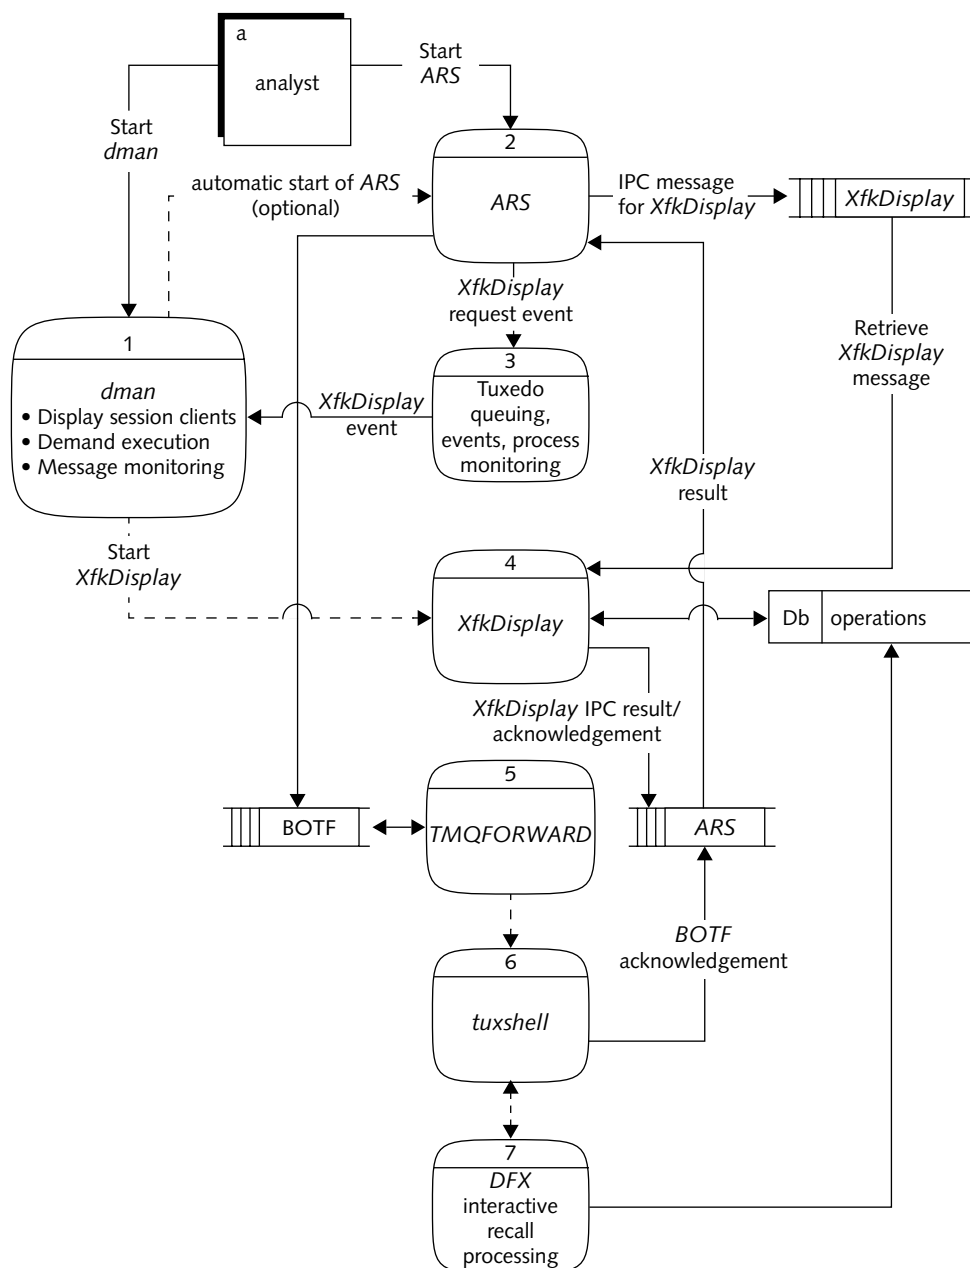 a
analyst
Start
ARS
Start
dman
automatic start of ARS
(optional)
2
ARS
IPC message
for XfkDisplay
XfkDisplay
XfkDisplay
request event
Retrieve
XfkDisplay
message
1
dman
• Display session clients
• Demand execution
• Message monitoring
XfkDisplay
event
3
Tuxedo
queuing,
events, process
monitoring
XfkDisplay
result
Start
XfkDisplay
4
XfkDisplay
Db
operations
XfkDisplay IPC result/
acknowledgement
5
TMQFORWARD
BOTF
ARS
BOTF
acknowledgement
6
tuxshell
7
DFX
interactive
recall
processing